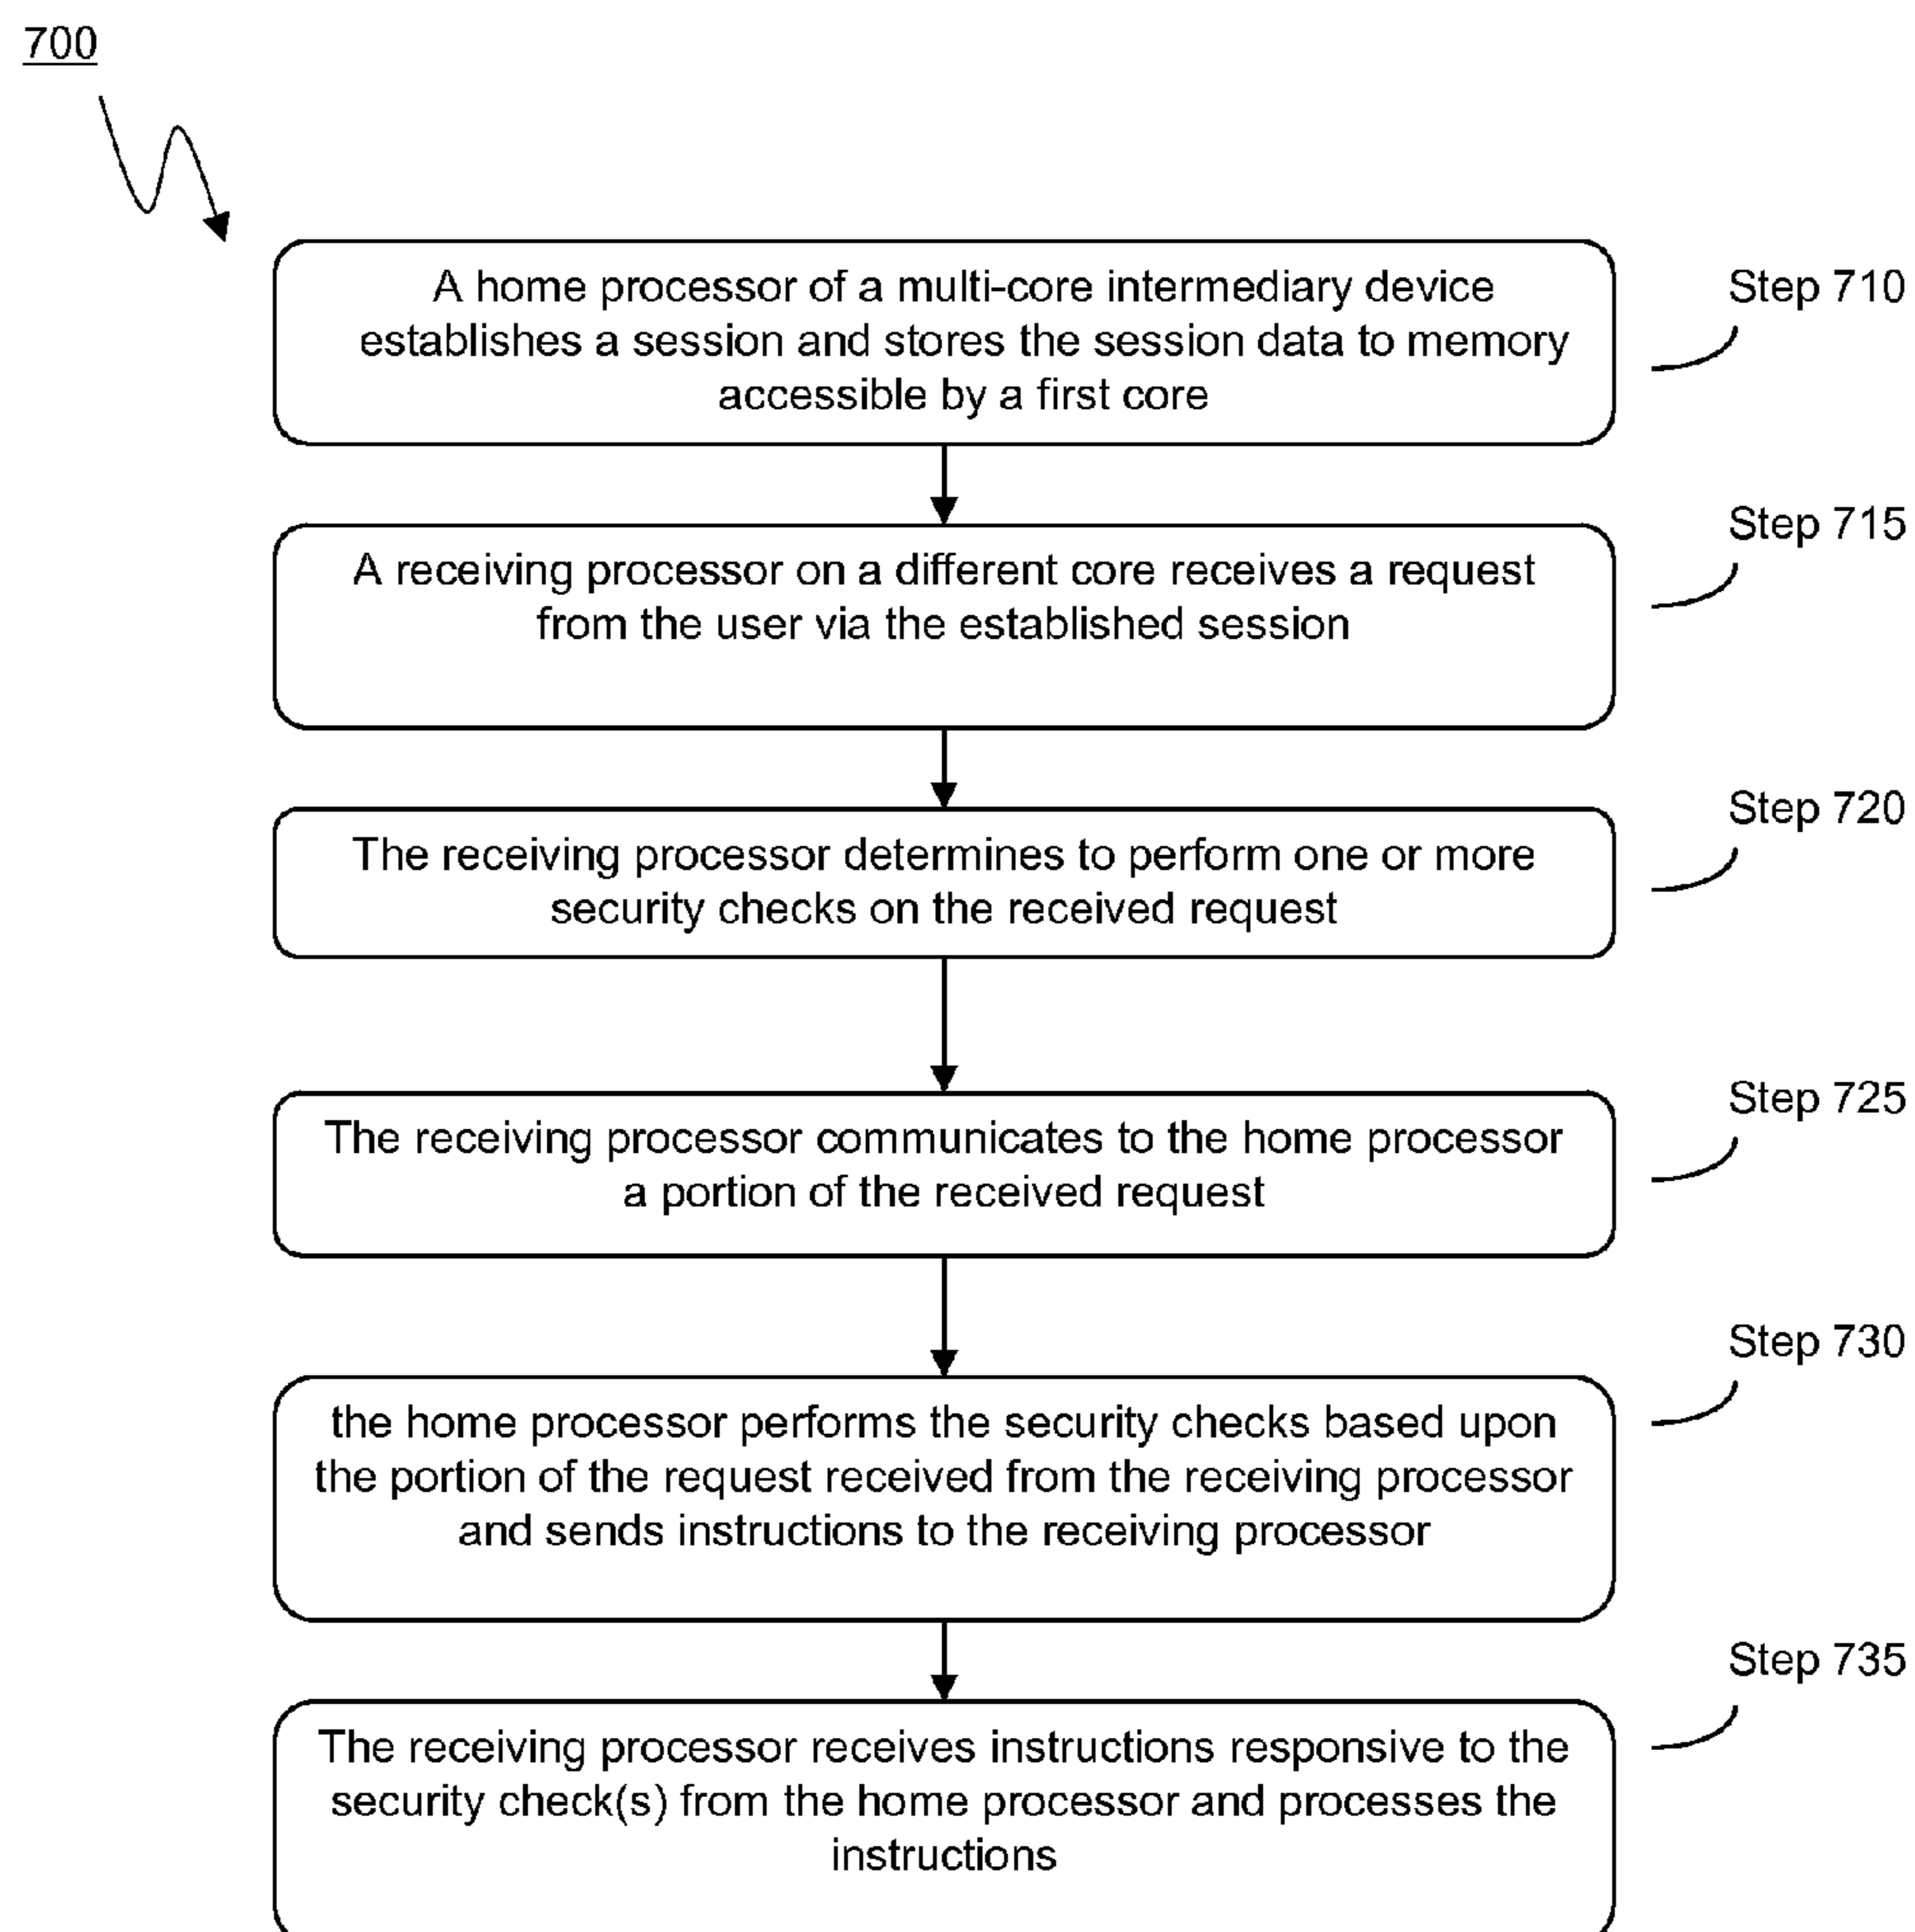 700
A home processor of a multi-core intermediary device
establishes a session and stores the session data to memory
accessible by a first core
Step 710
A receiving processor on a different core receives a request
from the user via the established session
Step 715
The receiving processor determines to perform one or more
security checks on the received request
Step 720
The receiving processor communicates to the home processor
a portion of the received request
Step 725
the home processor performs the security checks based upon
the portion of the request received from the receiving processor
and sends instructions to the receiving processor
Step 730
The receiving processor receives instructions responsive to the
security check(s) from the home processor and processes the
instructions
Step 735